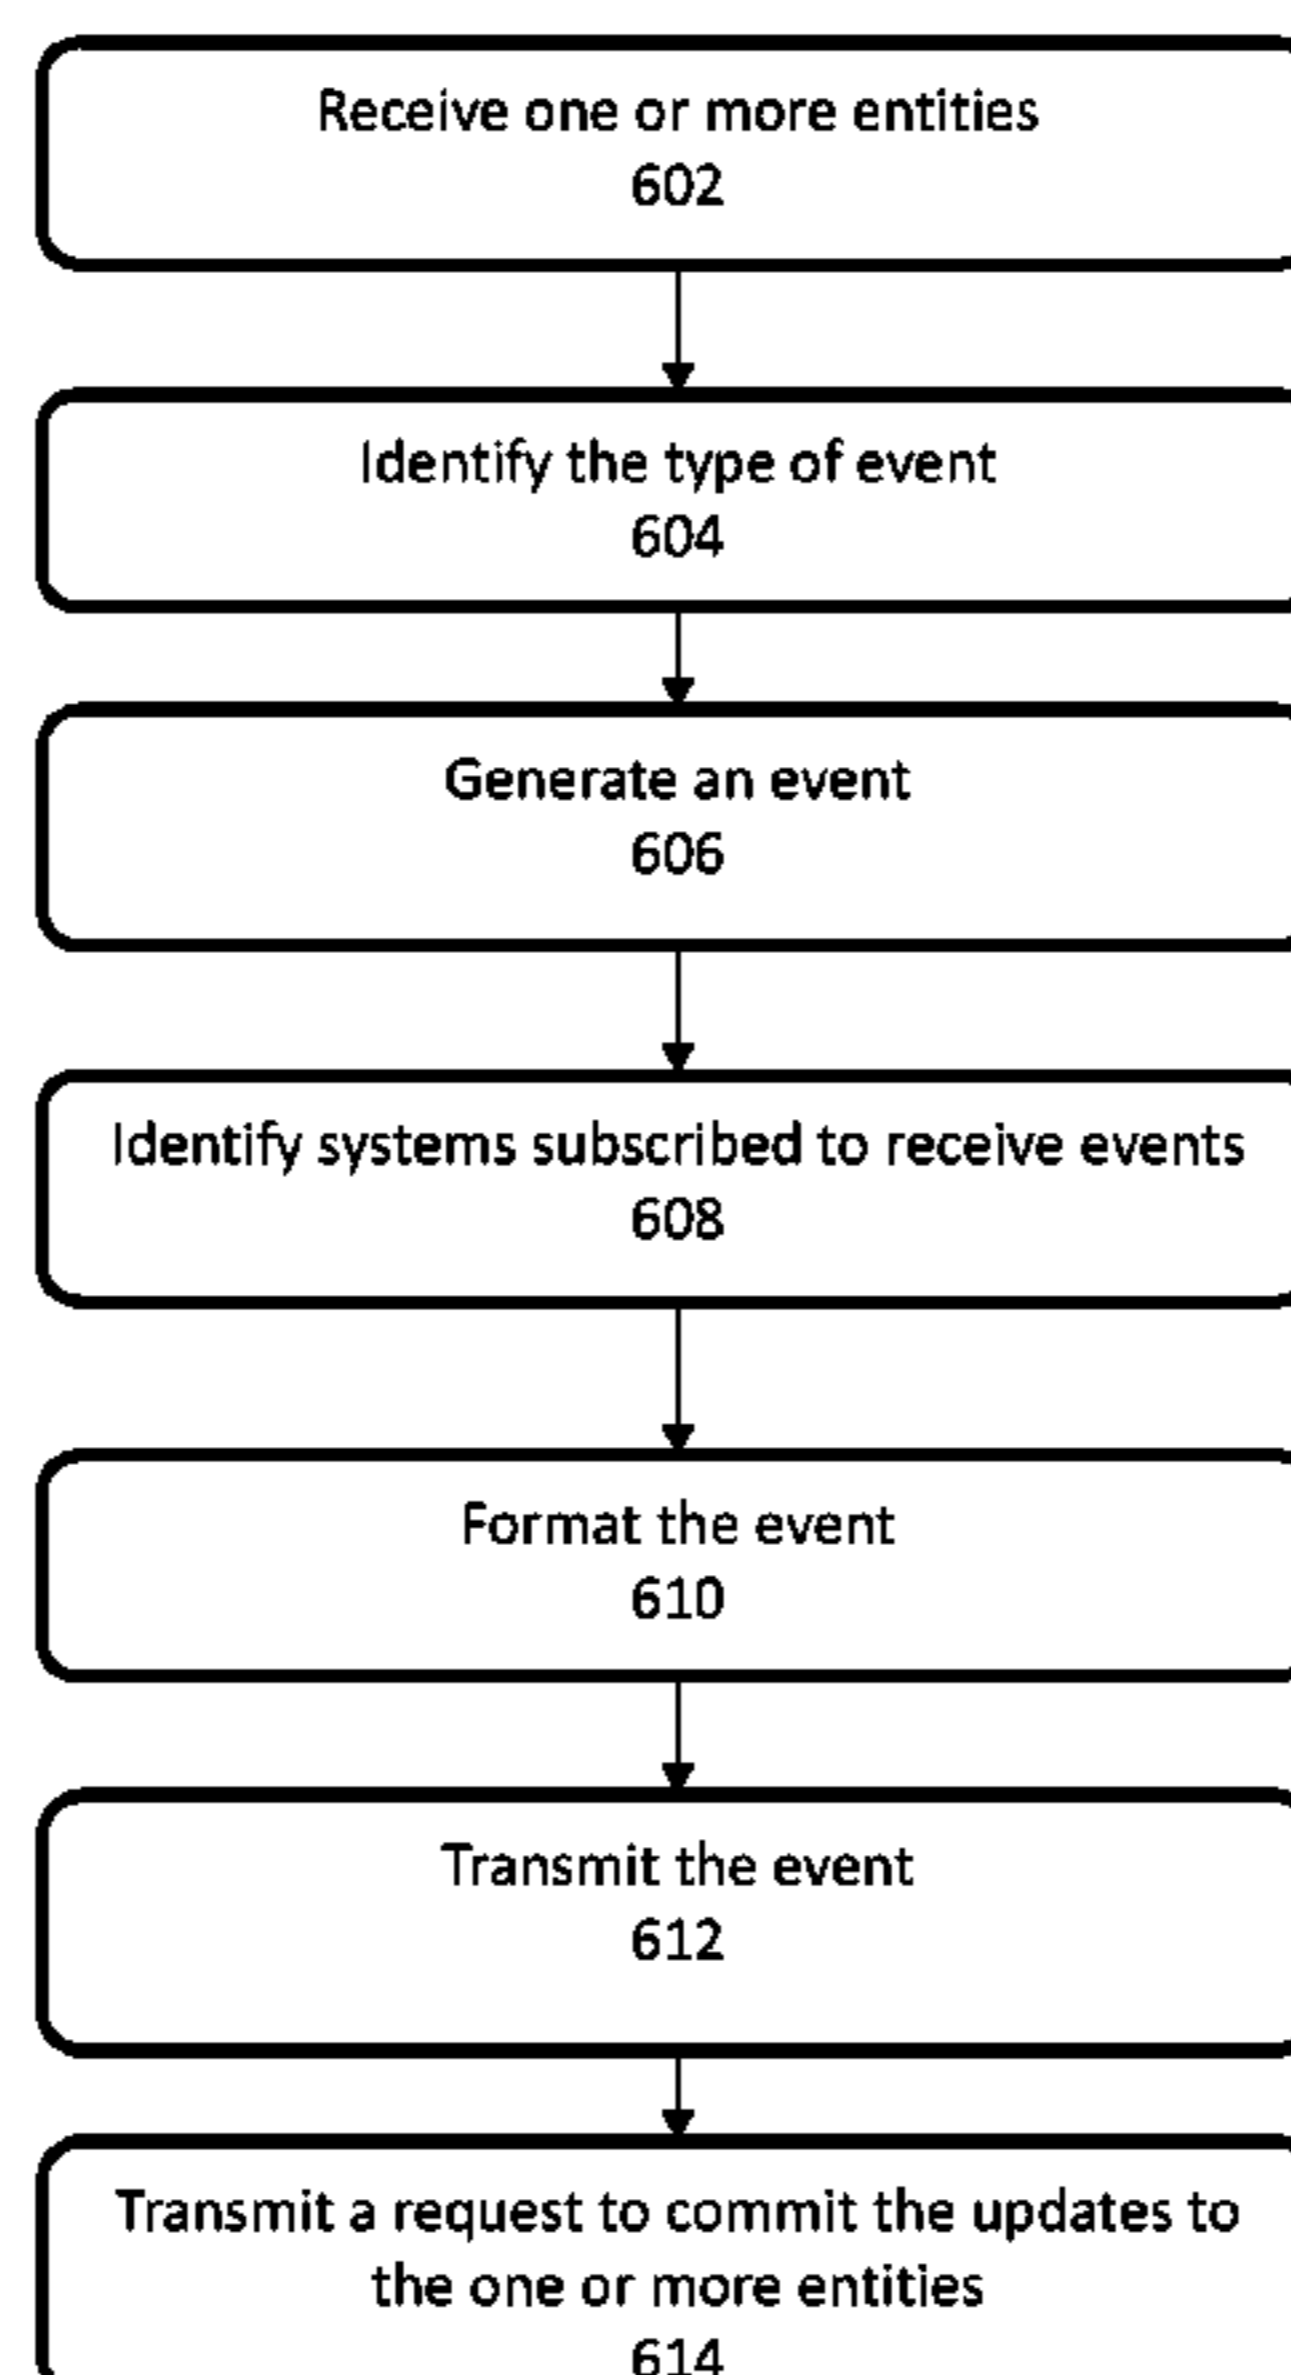 Receive one or more entities
602
Identify the type of event
604
Generate an event
606
Identify systems subscribed to receive events
608
Format the event
610
Transmit the event
612
Transmit a request to commit the updates to
the one or more entities
614